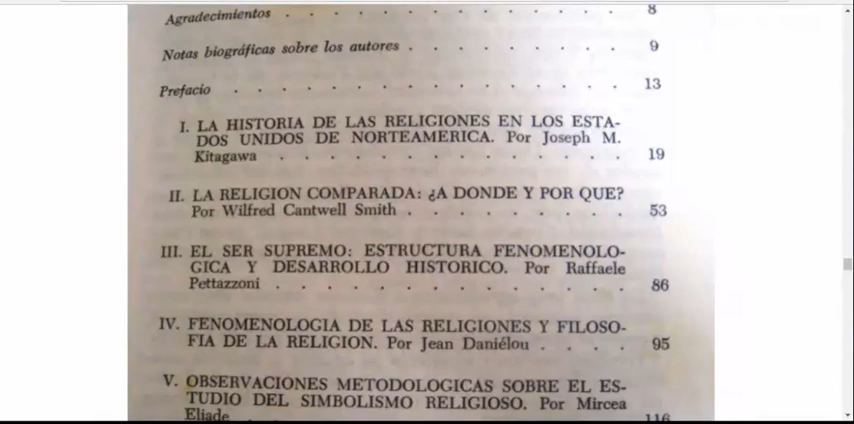 Agradecimientos . . . . . . . . . . . . . . 8
Notas biográficas sobre los autores . . . . . . . . . 9
Prefacio . . . . . . . . . . . . . . . . 13
I. LA HISTORIA DE LAS RELIGIONES EN LOS ESTA-
DOS UNIDOS DE NORTEAMERICA. Por Joseph M.
Kitagawa . . . . . . . . . . . . . . 19
II. LA RELIGION COMPARADA: ¿A DONDE Y POR QUE?
Por Wilfred Cantwell Smith . . . . . . . . . 53
III. EL SER SUPREMO: ESTRUCTURA FENOMENOLO-
GICA Y DESARROLLO HISTORICO. Por Raffaele
Pettazzoni . . . . . . . . . . . . . . 86
IV. FENOMENOLOGIA DE LAS RELIGIONES Y FILOSO-
FIA DE LA RELIGION. Por Jean Daniélou . . . . 95
V. OBSERVACIONES METODOLOGICAS SOBRE EL ES-
TUDIO DEL SIMBOLISMO RELIGIOSO. Por Mircea
Eliade . . . . . . . . . . . . . . . 116